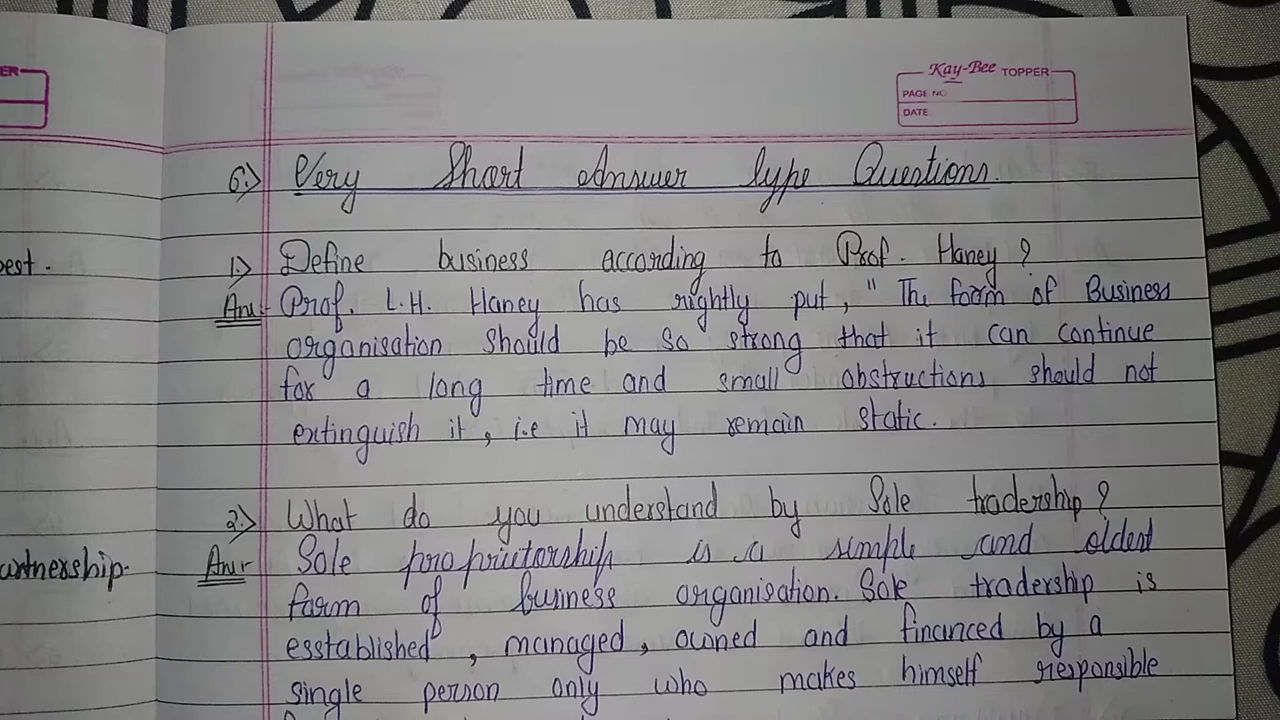 ER
Kay-Bee TOPPER
PAGE NO.
DATE
6.> Very Short Answer type Questions.
1.> Define business according to Prof. Haney ?
Ans:- Prof. L.H. Haney has rightly put, " The form of Business
organisation should be so strong that it can continue
for a long time and small obstructions should not
extinguish it, i.e it may remain static.
2.> What do you understand by Sole tradership ?
Ans:- Sole proprietorship is a simple and oldest
form of business organisation. Sole tradership is
esstablished, managed, owned and financed by a
single person only who makes himself responsible